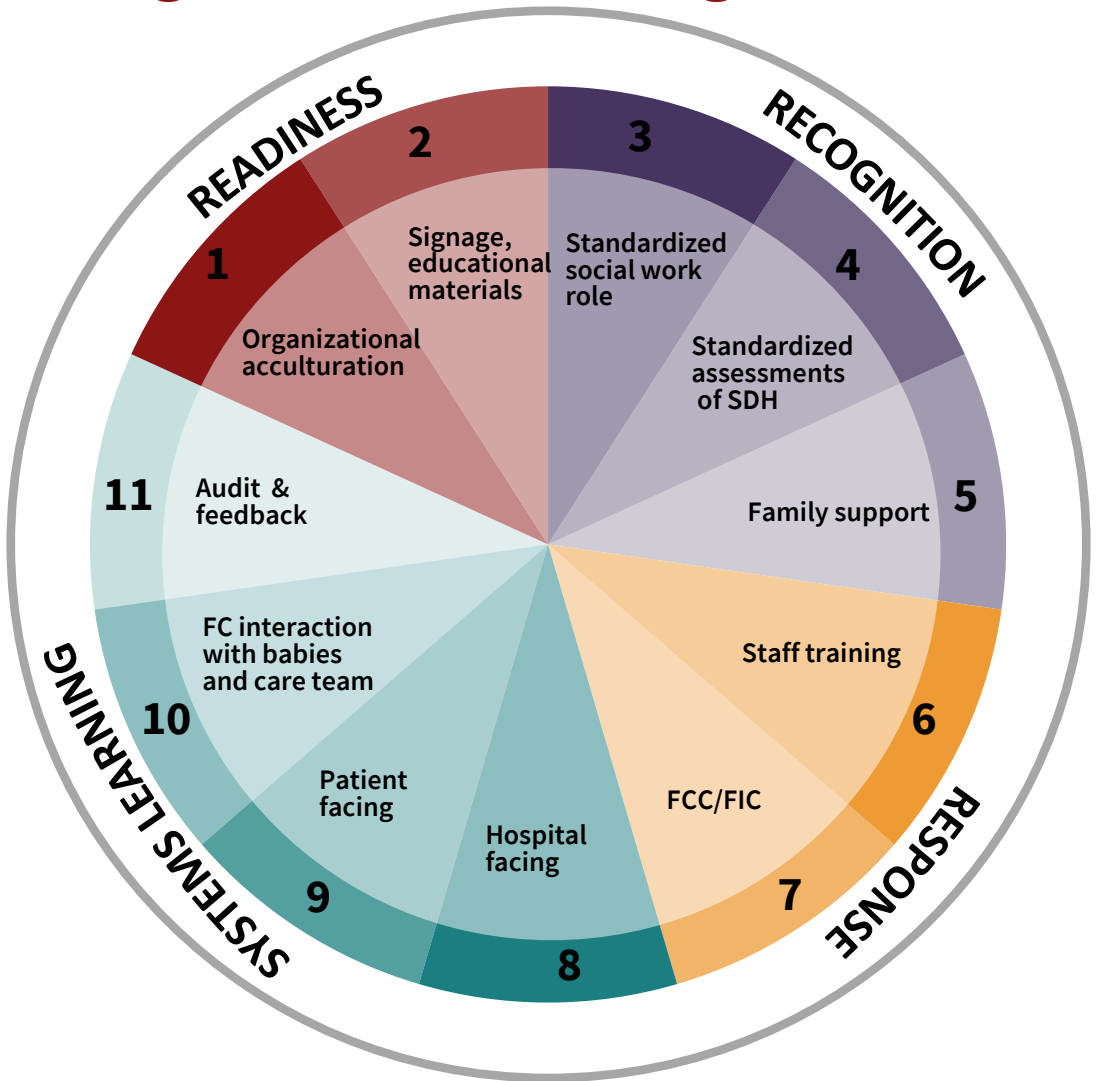 READINESS
1
Organizational
acculturation
2
Signage,
educational
materials
RECOGNITION
3
Standardized
social work
role
4
Standardized
assessments
of SDH
5
Family support
RESPONSE
6
Staff training
7
FCC/FIC
SYSTEMS LEARNING
8
Hospital
facing
9
Patient
facing
10
FC interaction
with babies
and care team
11
Audit &
feedback